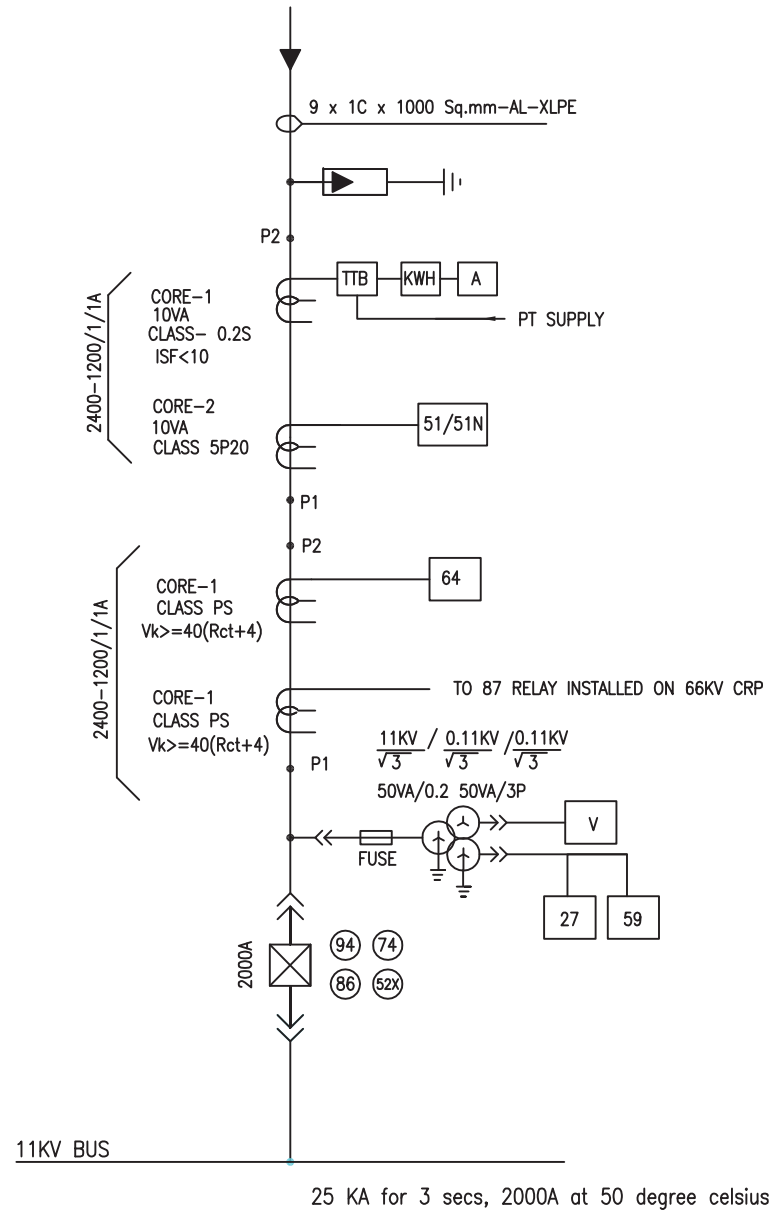 9 x 1C x 1000 Sq.mm-AL-XLPE
P2
TTB
KWH
A
PT SUPPLY
2400-1200/1/1A
CORE-1
10VA
CLASS- 0.2S
ISF<10
CORE-2
10VA
CLASS 5P20
51/51N
P1
P2
2400-1200/1/1A
CORE-1
CLASS PS
Vk>=40(Rct+4)
64
CORE-1
CLASS PS
Vk>=40(Rct+4)
TO 87 RELAY INSTALLED ON 66KV CRP
P1
11KV / 0.11KV / 0.11KV
√3 √3 √3
50VA/0.2 50VA/3P
FUSE
V
27
59
2000A
94
74
86
52X
11KV BUS
25 KA for 3 secs, 2000A at 50 degree celsius